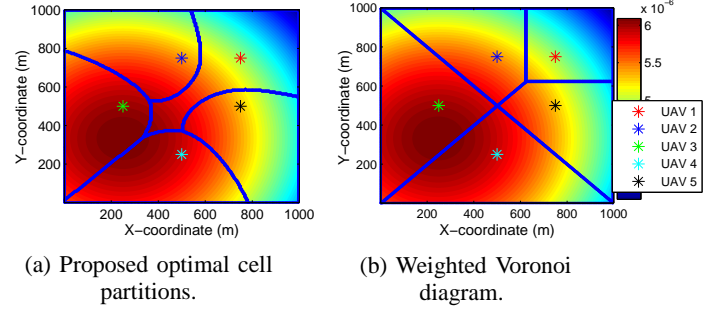 x 10⁻⁶
1000
800
600
400
200
200 400 600 800 1000
X−coordinate (m)
Y−coordinate (m)
(a) Proposed optimal cell
partitions.
1000
800
600
400
200
200 400 600 800 1000
X−coordinate (m)
Y−coordinate (m)
(b) Weighted Voronoi
diagram.
6
5.5
UAV 1
UAV 2
UAV 3
UAV 4
UAV 5